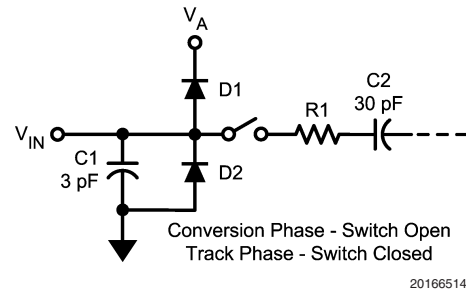 VA
D1
C2
30 pF
R1
VIN
C1
3 pF
D2
Conversion Phase - Switch Open
Track Phase - Switch Closed
20166514